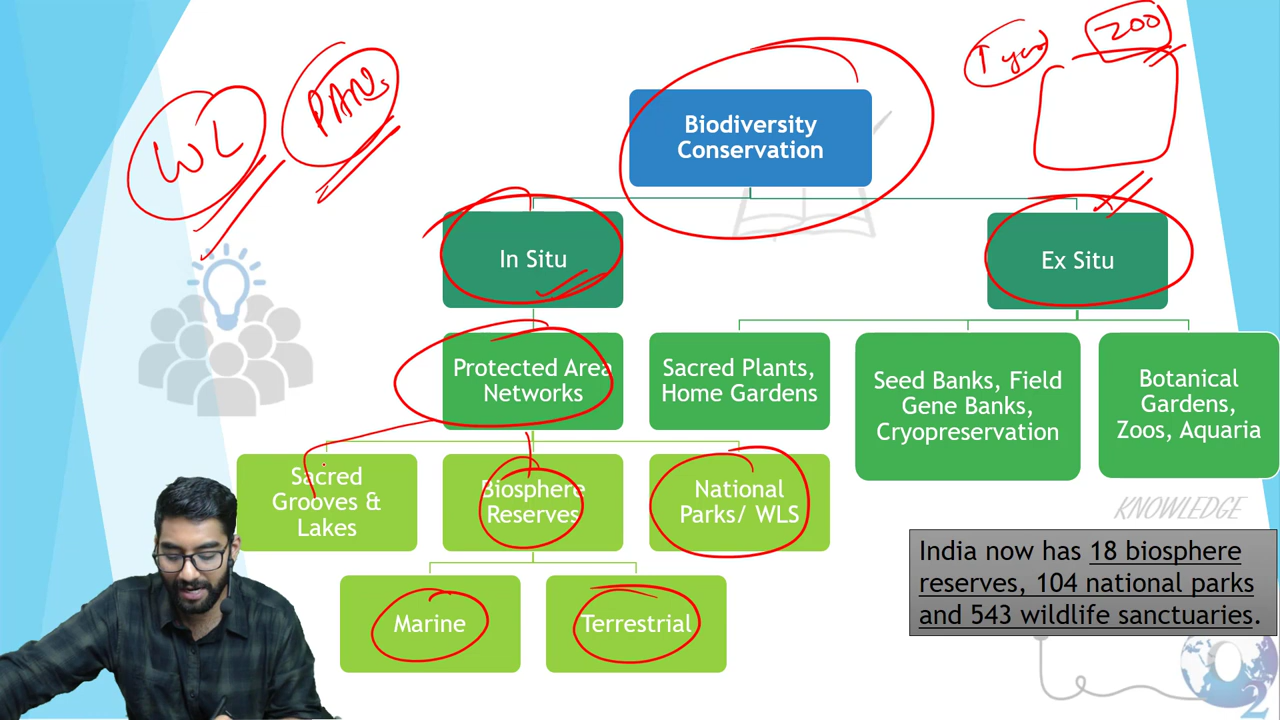 WL
PANs
ZOO
Biodiversity
Conservation
In Situ
Ex Situ
Protected Area
Networks
Sacred Plants,
Home Gardens
Seed Banks, Field
Gene Banks,
Cryopreservation
Botanical
Gardens,
Zoos, Aquaria
Sacred
Grooves &
Lakes
Biosphere
Reserves
National
Parks/ WLS
Marine
Terrestrial
KNOWLEDGE
India now has 18 biosphere
reserves, 104 national parks
and 543 wildlife sanctuaries.
O2